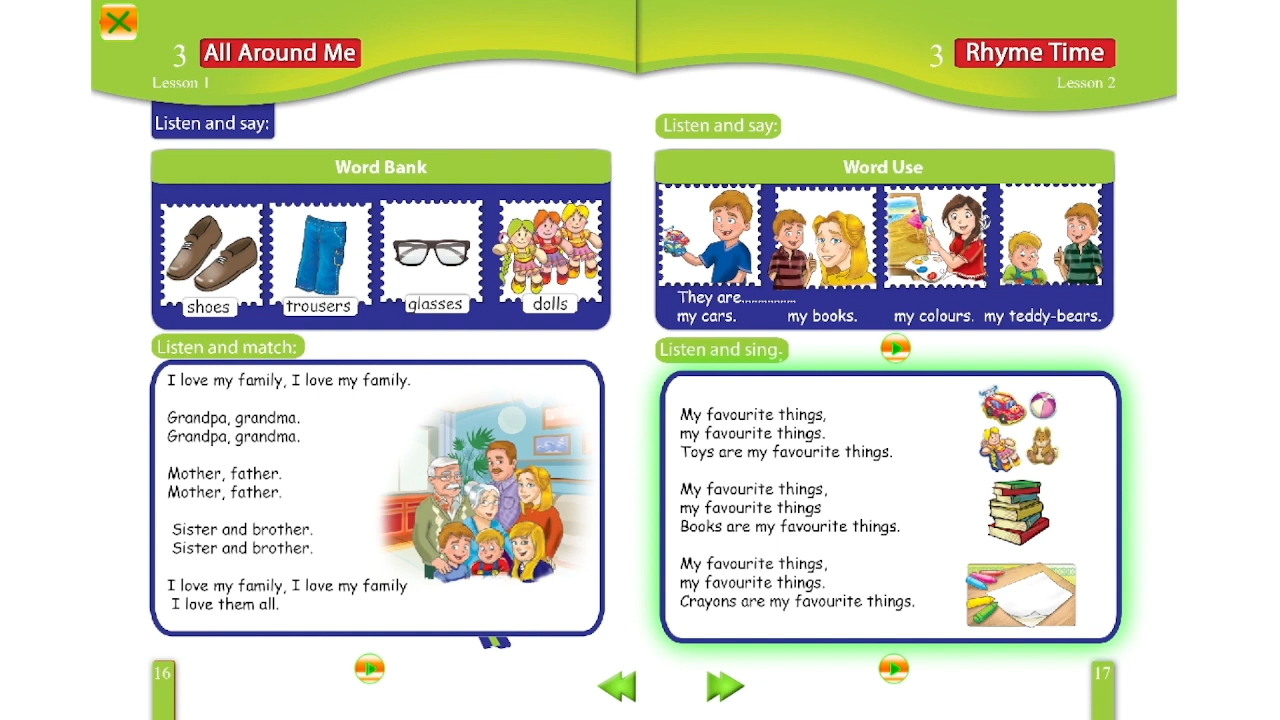 3 All Around Me
Lesson 1
Listen and say:
Word Bank
shoes
trousers
glasses
dolls
Listen and match:
I love my family, I love my family.
Grandpa, grandma.
Grandpa, grandma.
Mother, father.
Mother, father.
Sister and brother.
Sister and brother.
I love my family, I love my family
I love them all.
16
3 Rhyme Time
Lesson 2
Listen and say:
Word Use
They are..............
my cars.
my books.
my colours.
my teddy-bears.
Listen and sing:
My favourite things,
my favourite things.
Toys are my favourite things.
My favourite things,
my favourite things
Books are my favourite things.
My favourite things,
my favourite things.
Crayons are my favourite things.
17